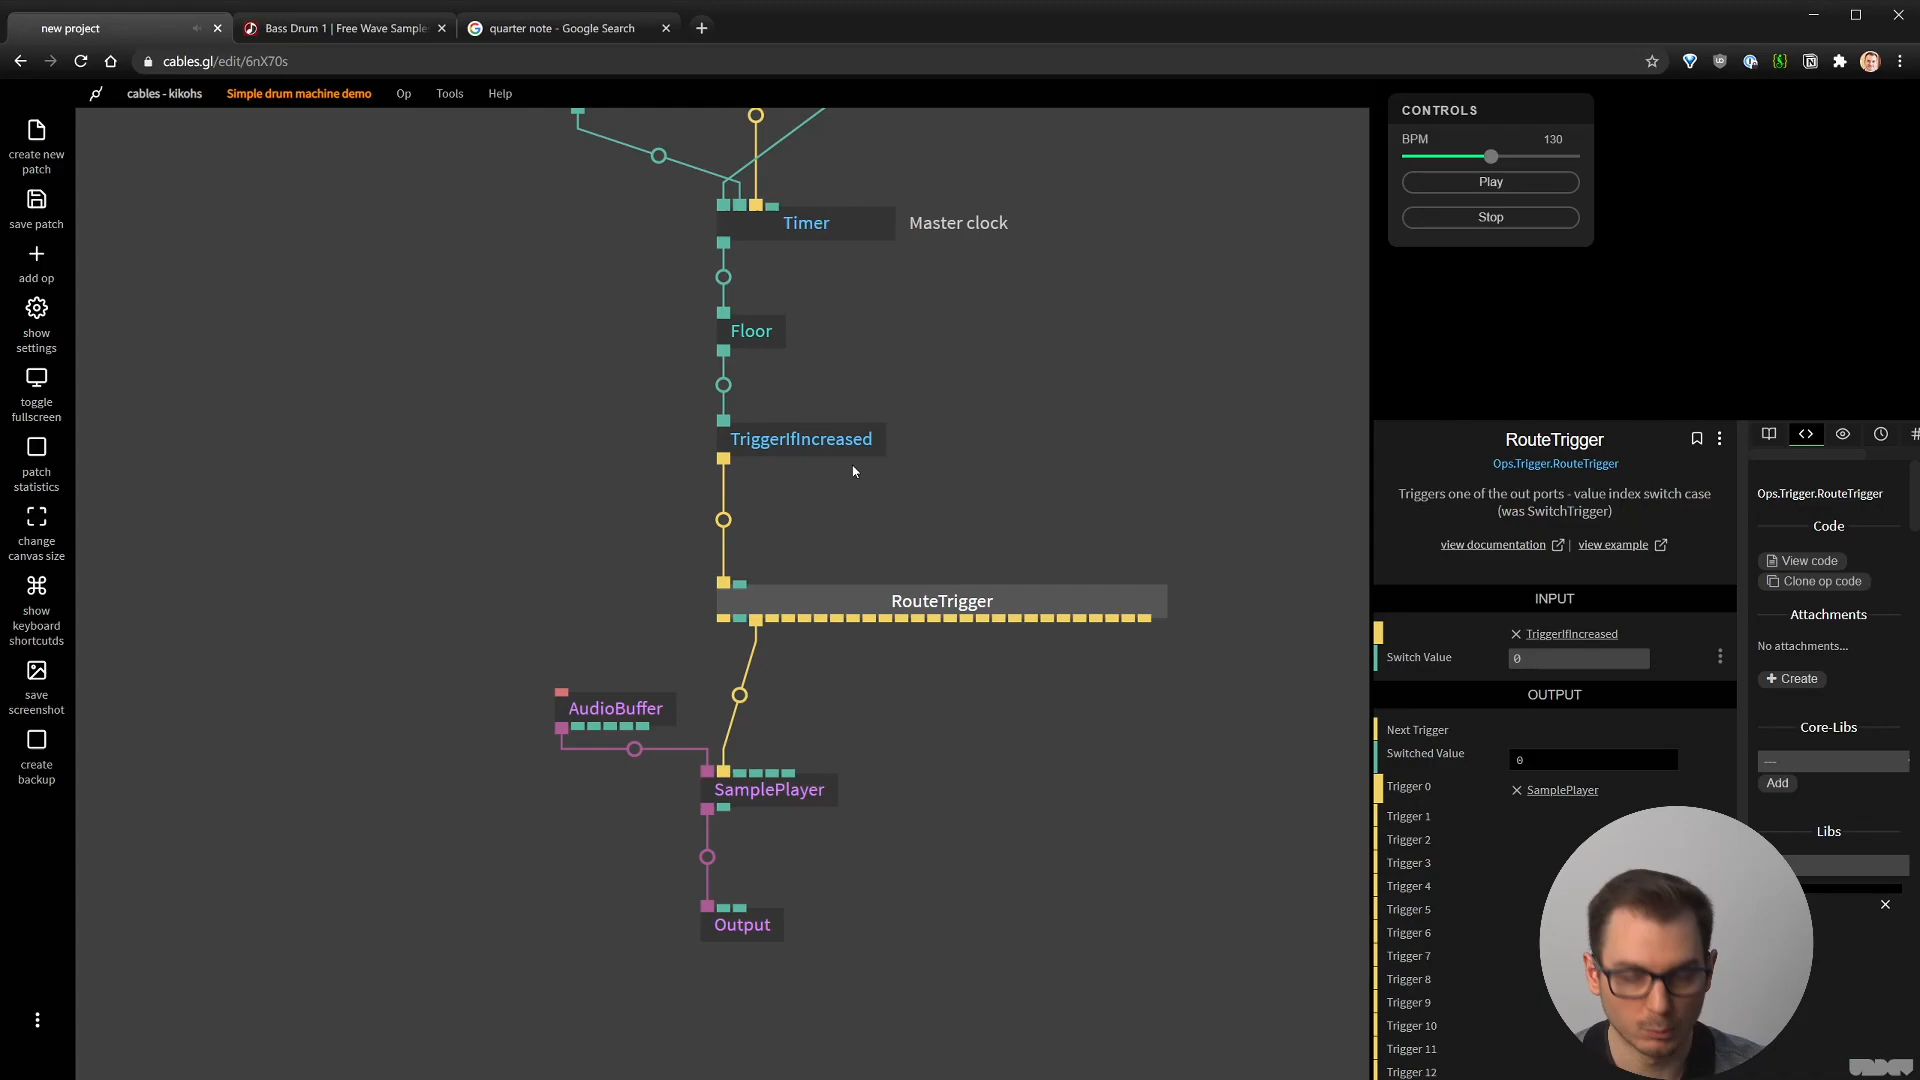 new project
Bass Drum 1 | Free Wave Sample
quarter note - Google Search
cables.gl/edit/6nX70s
cables - kikohs
Simple drum machine demo
Op
Tools
Help
create new
patch
save patch
add op
show
settings
toggle
fullscreen
patch
statistics
change
canvas size
show
keyboard
shortcutds
save
screenshot
create
backup
Timer
Master clock
Floor
TriggerIfIncreased
RouteTrigger
AudioBuffer
SamplePlayer
Output
CONTROLS
BPM 130
Play
Stop
RouteTrigger
Ops.Trigger.RouteTrigger
Triggers one of the out ports - value index switch case
(was SwitchTrigger)
view documentation | view example
INPUT
TriggerIfIncreased
Switch Value 0
OUTPUT
Next Trigger
Switched Value 0
Trigger 0 SamplePlayer
Trigger 1
Trigger 2
Trigger 3
Trigger 4
Trigger 5
Trigger 6
Trigger 7
Trigger 8
Trigger 9
Trigger 10
Trigger 11
Trigger 12
Ops.Trigger.RouteTrigger
Code
View code
Clone op code
Attachments
No attachments...
Create
Core-Libs
---
Add
Libs